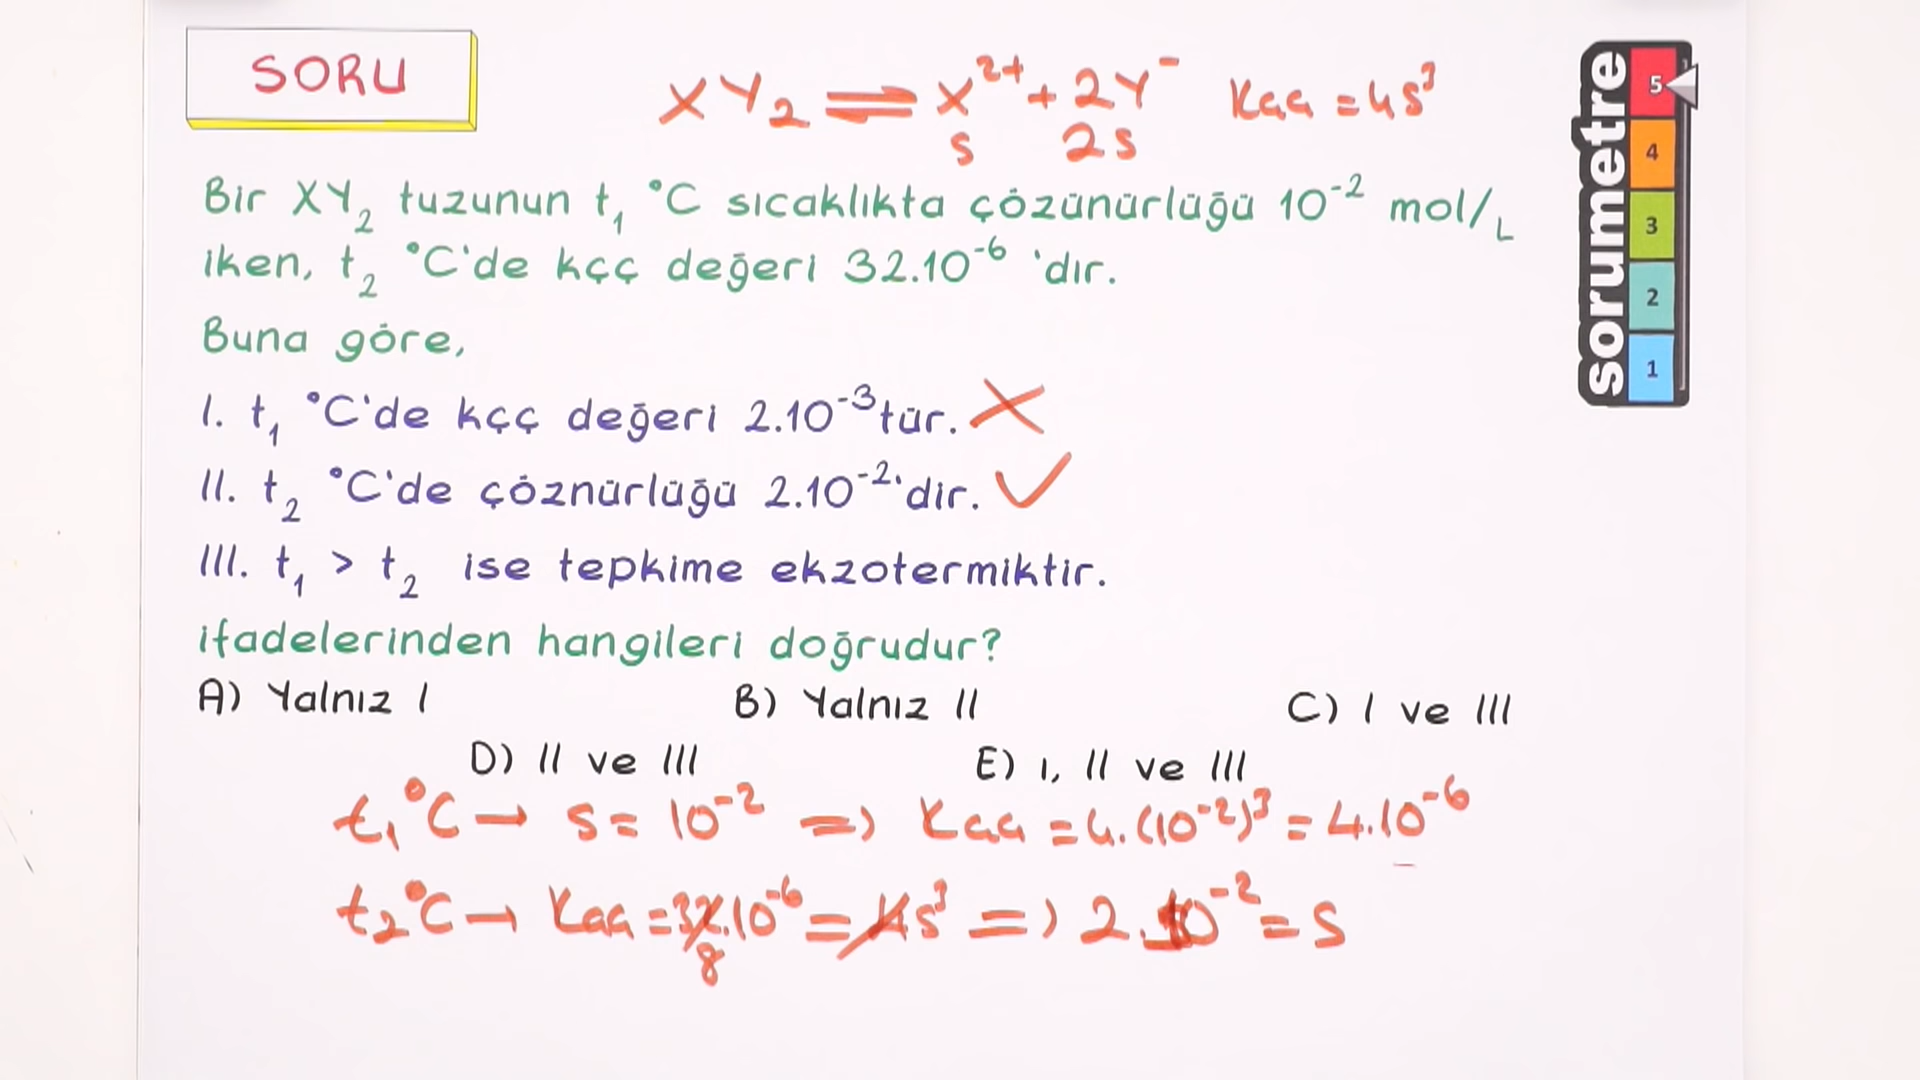 SORU
XY₂ ⇌ X²⁺ + 2Y⁻ Kçç = 4s³
s 2s
Bir XY₂ tuzunun t₁ °C sıcaklıkta çözünürlüğü 10⁻² mol/L
iken, t₂ °C'de kçç değeri 32.10⁻⁶ 'dır.
Buna göre,
I. t₁ °C'de kçç değeri 2.10⁻³ tür. X
II. t₂ °C'de çöznürlüğü 2.10⁻²'dir. ✓
III. t₁ > t₂ ise tepkime ekzotermiktir.
ifadelerinden hangileri doğrudur?
A) Yalnız I B) Yalnız II C) I ve III
D) II ve III E) I, II ve III
t₁°C → s = 10⁻² ⇒ Kçç = 4.(10⁻²)³ = 4.10⁻⁶
t₂°C → Kçç = 32.10⁻⁶ = 4s³ ⇒ 2.10⁻² = s
8
sorumetre
5
4
3
2
1